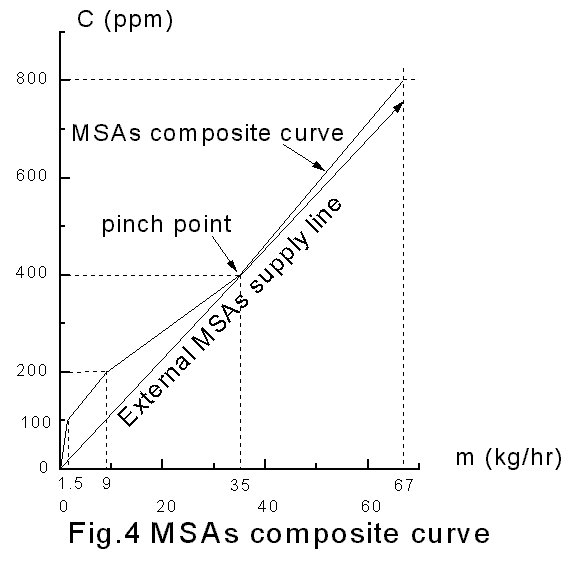 C (ppm)
800
MSAs composite curve
600
pinch point
External MSAs supply line
400
200
100
0
m (kg/hr)
1.5 9 35 67
0 20 40 60
Fig.4 MSAs composite curve